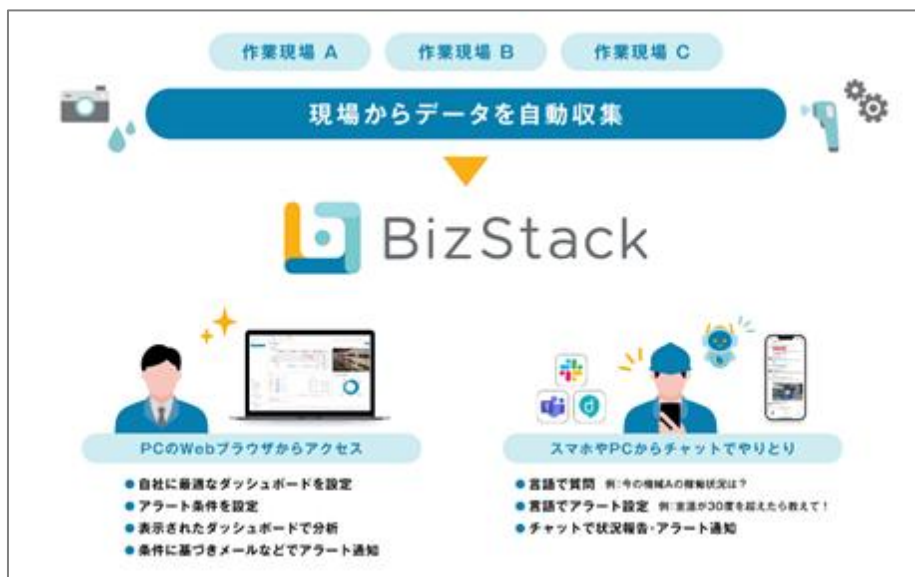 作業現場 A
作業現場 B
作業現場 C
現場からデータを自動収集
BizStack
PCのWebブラウザからアクセス
● 自社に最適なダッシュボードを設定
● アラート条件を設定
● 表示されたダッシュボードで分析
● 条件に基づきメールなどでアラート通知
スマホやPCからチャットでやりとり
● 言語で質問 例:今の機械Aの稼働状況は?
● 言語でアラート設定 例:室温が30度を超えたら教えて!
● チャットで状況報告・アラート通知